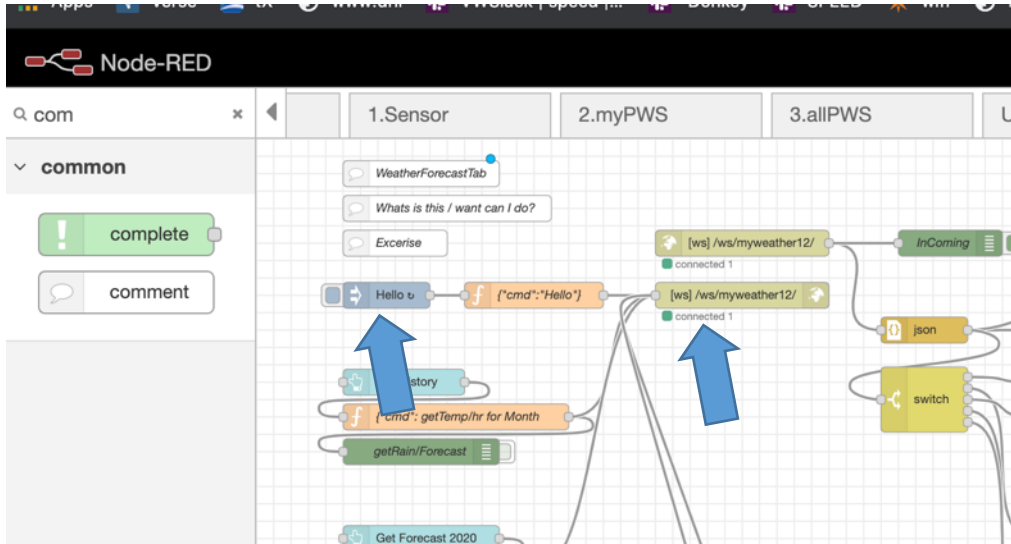 Node-RED
com
1.Sensor
2.myPWS
3.allPWS
common
complete
comment
WeatherForecastTab
Whats is this / want can I do?
Excerise
[ws] /ws/myweather12/
connected 1
InComing
Hello ↻
{"cmd":"Hello"}
[ws] /ws/myweather12/
connected 1
json
story
{"cmd": getTemp/hr for Month
switch
getRain/Forecast
Get Forecast 2020